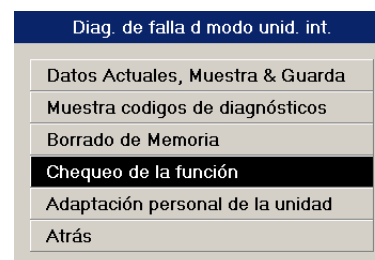 Diag. de falla d modo unid. int.
Datos Actuales, Muestra & Guarda
Muestra codigos de diagnósticos
Borrado de Memoria
Chequeo de la función
Adaptación personal de la unidad
Atrás